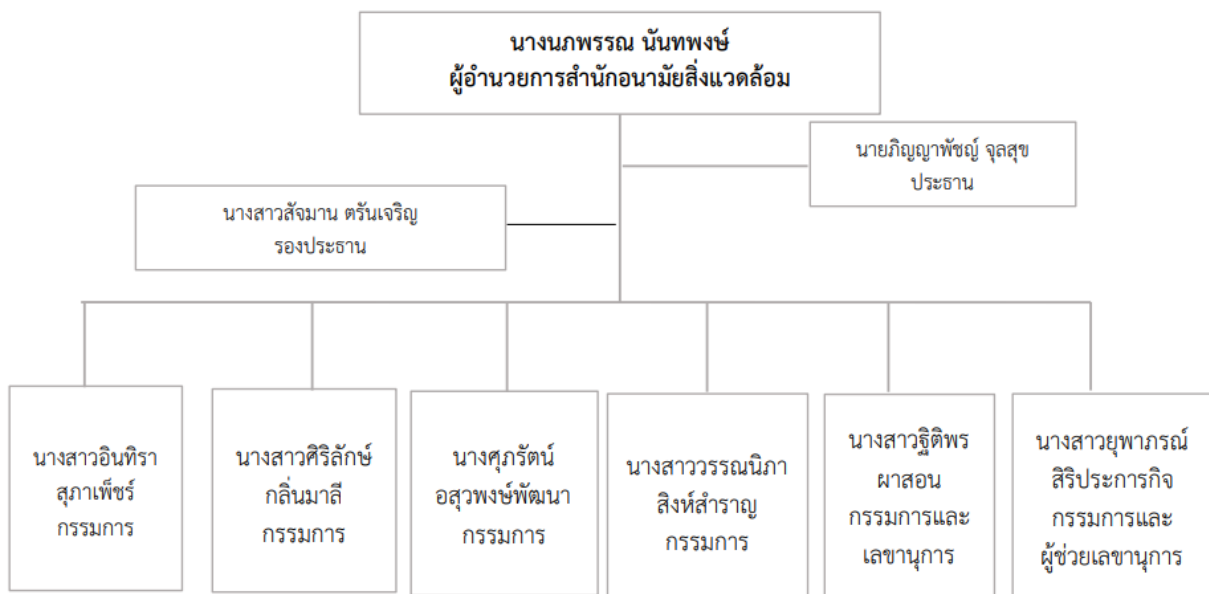 นางนภพรรณ นันทพงษ์
ผู้อำนวยการสำนักอนามัยสิ่งแวดล้อม
นายภิญญาพัชญ์ จุลสุข
ประธาน
นางสาวสัจมาน ตรันเจริญ
รองประธาน
นางสาวอินทิรา
สุภาเพ็ชร์
กรรมการ
นางสาวศิริลักษ์
กลิ่นมาลี
กรรมการ
นางศุภรัตน์
อสุวพงษ์พัฒนา
กรรมการ
นางสาววรรณนิภา
สิงห์สำราญ
กรรมการ
นางสาวฐิติพร
ผาสอน
กรรมการและ
เลขานุการ
นางสาวยุพาภรณ์
สิริประการกิจ
กรรมการและ
ผู้ช่วยเลขานุการ